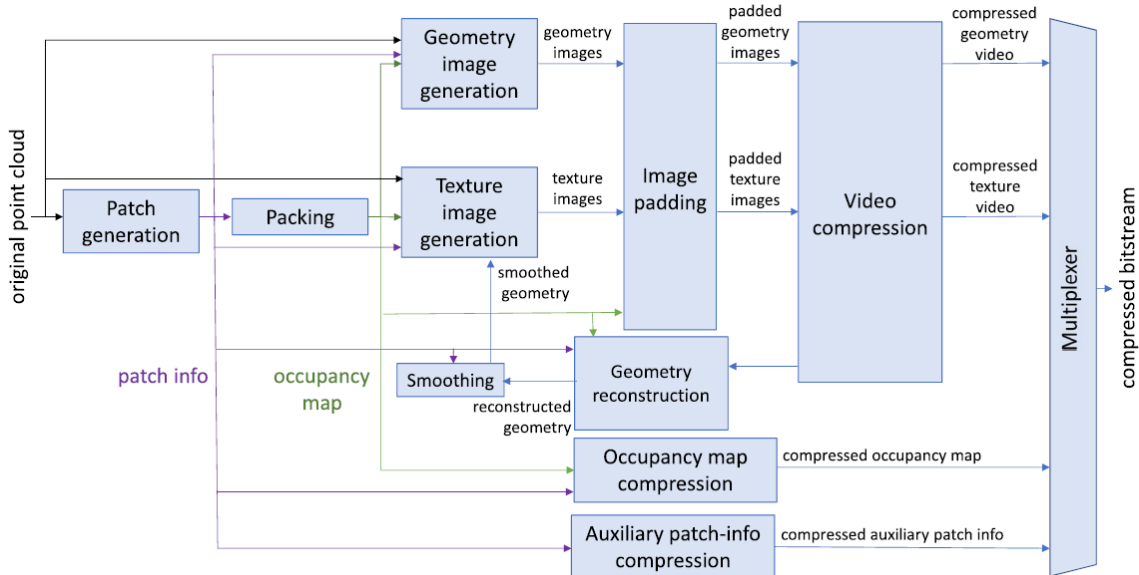 original point cloud
Patch
generation
Packing
patch info
occupancy
map
Geometry
image
generation
geometry
images
Texture
image
generation
texture
images
smoothed
geometry
Smoothing
reconstructed
geometry
Geometry
reconstruction
Image
padding
padded
geometry
images
padded
texture
images
Video
compression
compressed
geometry
video
compressed
texture
video
Occupancy map
compression
compressed occupancy map
Auxiliary patch-info
compression
compressed auxiliary patch info
Multiplexer
compressed bitstream